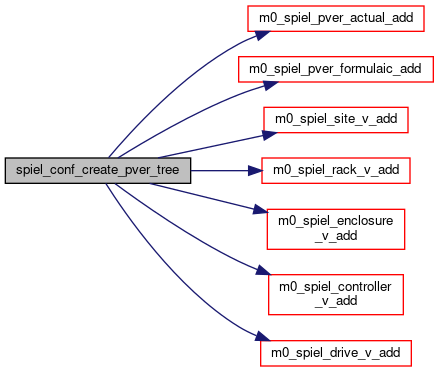 m0_spiel_pver_actual_add
m0_spiel_pver_formulaic_add
m0_spiel_site_v_add
spiel_conf_create_pver_tree
m0_spiel_rack_v_add
m0_spiel_enclosure
_v_add
m0_spiel_controller
_v_add
m0_spiel_drive_v_add